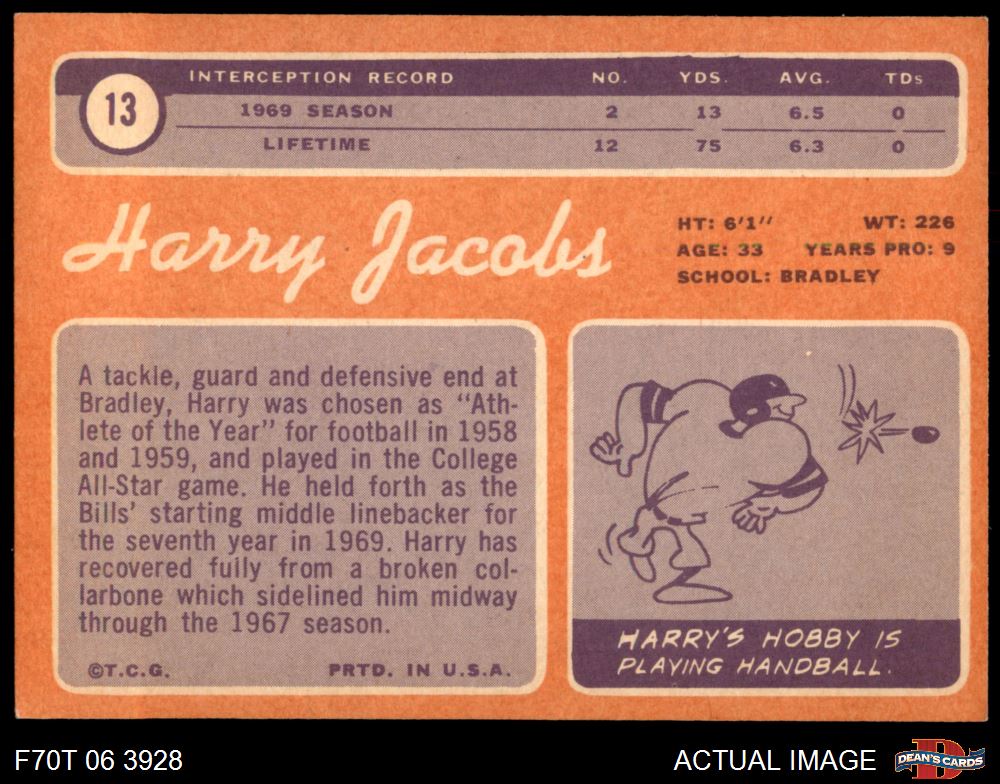 13
INTERCEPTION RECORD NO. YDS. AVG. TDs
1969 SEASON 2 13 6.5 0
LIFETIME 12 75 6.3 0
Harry Jacobs
HT: 6'1'' WT: 226
AGE: 33 YEARS PRO: 9
SCHOOL: BRADLEY
A tackle, guard and defensive end at
Bradley, Harry was chosen as “Ath-
lete of the Year” for football in 1958
and 1959, and played in the College
All-Star game. He held forth as the
Bills’ starting middle linebacker for
the seventh year in 1969. Harry has
recovered fully from a broken col-
larbone which sidelined him midway
through the 1967 season.
©T.C.G. PRTD. IN U.S.A.
HARRY'S HOBBY IS
PLAYING HANDBALL.
F70T 06 3928 ACTUAL IMAGE
D
DEAN'S CARDS